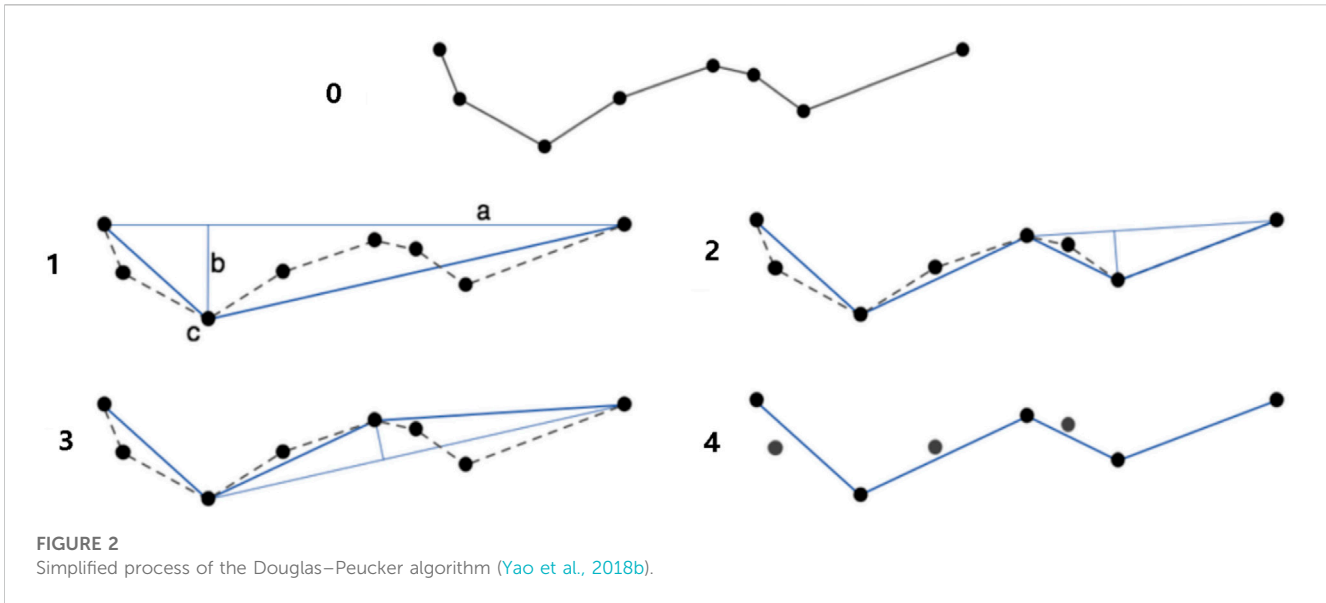 0
1
a
b
c
2
3
4
FIGURE 2
Simplified process of the Douglas–Peucker algorithm (Yao et al., 2018b).